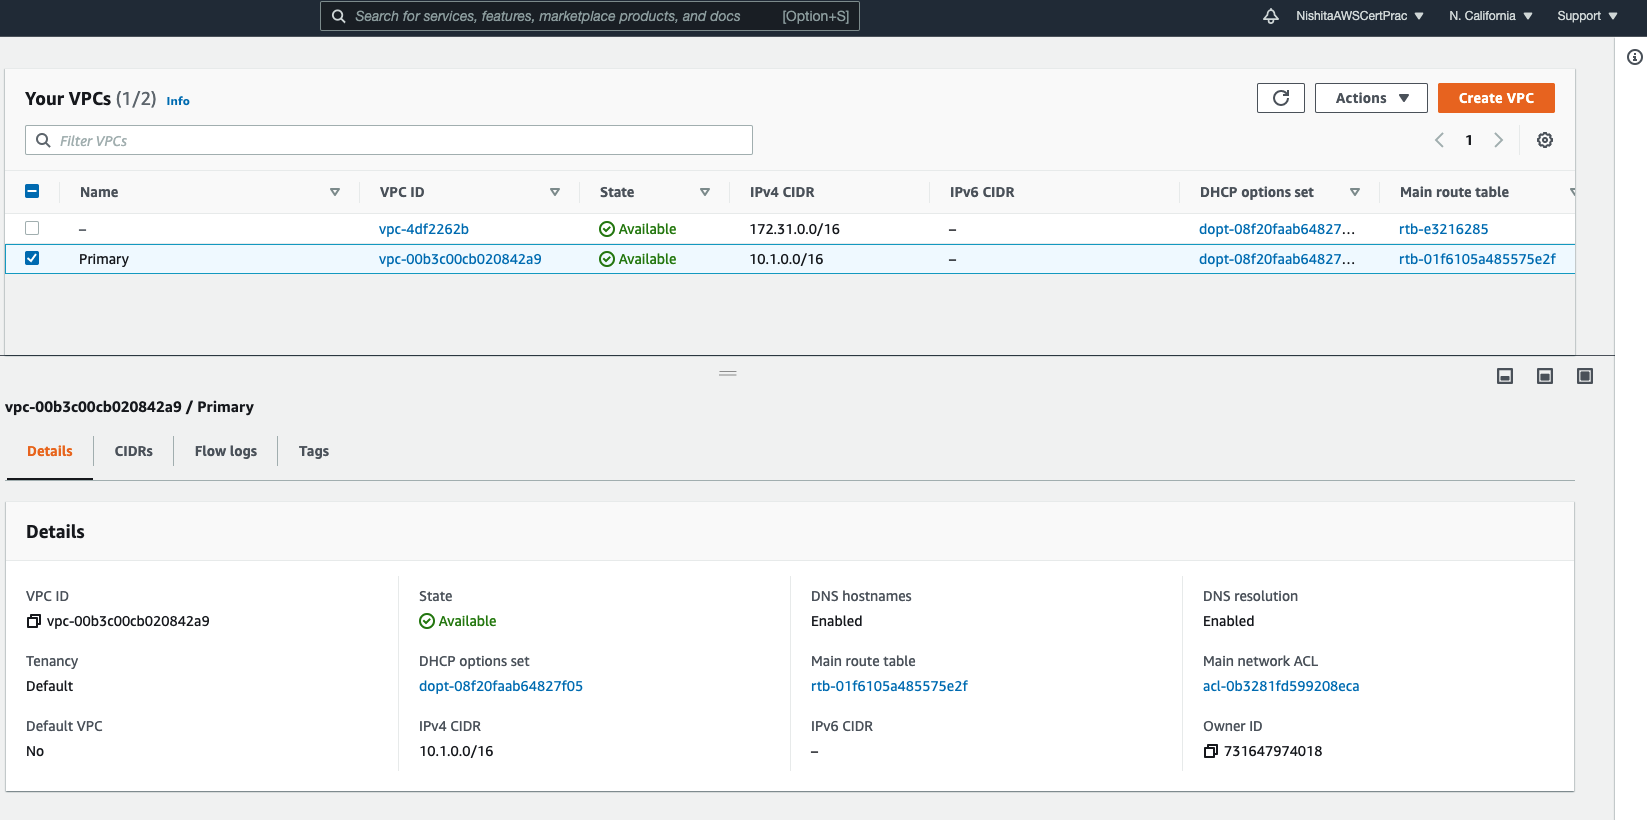 Search for services, features, marketplace products, and docs [Option+S] NishitaAWSCertPrac N. California Support
Your VPCs (1/2) Info Actions Create VPC
Filter VPCs 1
Name VPC ID State IPv4 CIDR IPv6 CIDR DHCP options set Main route table
– vpc-4df2262b Available 172.31.0.0/16 – dopt-08f20faab64827... rtb-e3216285
Primary vpc-00b3c00cb020842a9 Available 10.1.0.0/16 – dopt-08f20faab64827... rtb-01f6105a485575e2f
vpc-00b3c00cb020842a9 / Primary
Details CIDRs Flow logs Tags
Details
VPC ID State DNS hostnames DNS resolution
vpc-00b3c00cb020842a9 Available Enabled Enabled
Tenancy DHCP options set Main route table Main network ACL
Default dopt-08f20faab64827f05 rtb-01f6105a485575e2f acl-0b3281fd599208eca
Default VPC IPv4 CIDR IPv6 CIDR Owner ID
No 10.1.0.0/16 – 731647974018